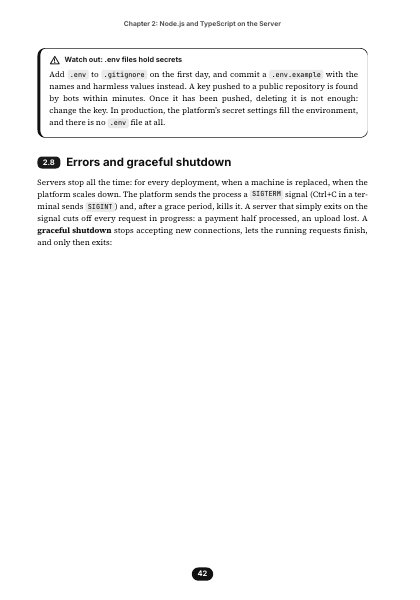 Chapter 2: Node.js and TypeScript on the Server
Watch out: .env files hold secrets
Add .env to .gitignore on the first day, and commit a .env.example with the
names and harmless values instead. A key pushed to a public repository is found
by bots within minutes. Once it has been pushed, deleting it is not enough:
change the key. In production, the platform's secret settings fill the environment,
and there is no .env file at all.
2.8 Errors and graceful shutdown
Servers stop all the time: for every deployment, when a machine is replaced, when the
platform scales down. The platform sends the process a SIGTERM signal (Ctrl+C in a ter-
minal sends SIGINT) and, after a grace period, kills it. A server that simply exits on the
signal cuts off every request in progress: a payment half processed, an upload lost. A
graceful shutdown stops accepting new connections, lets the running requests finish,
and only then exits:
42